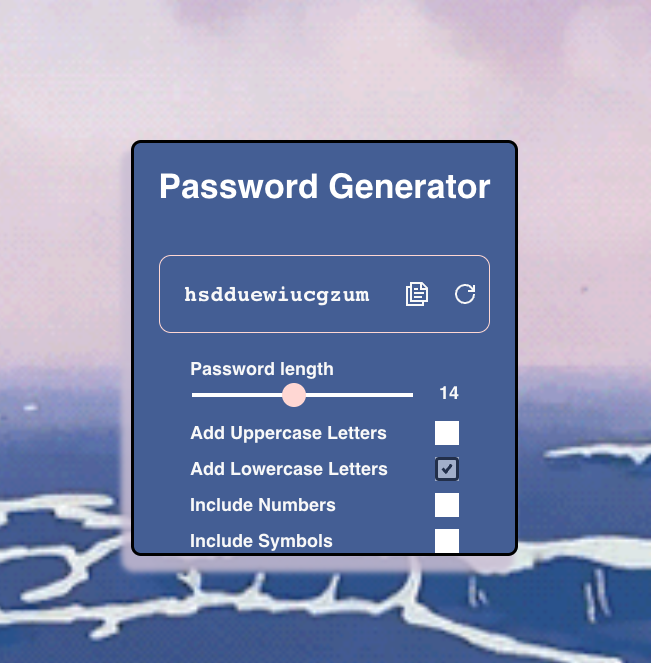 Password Generator
hsdduewiucgzum
Password length
14
Add Uppercase Letters
Add Lowercase Letters
Include Numbers
Include Symbols